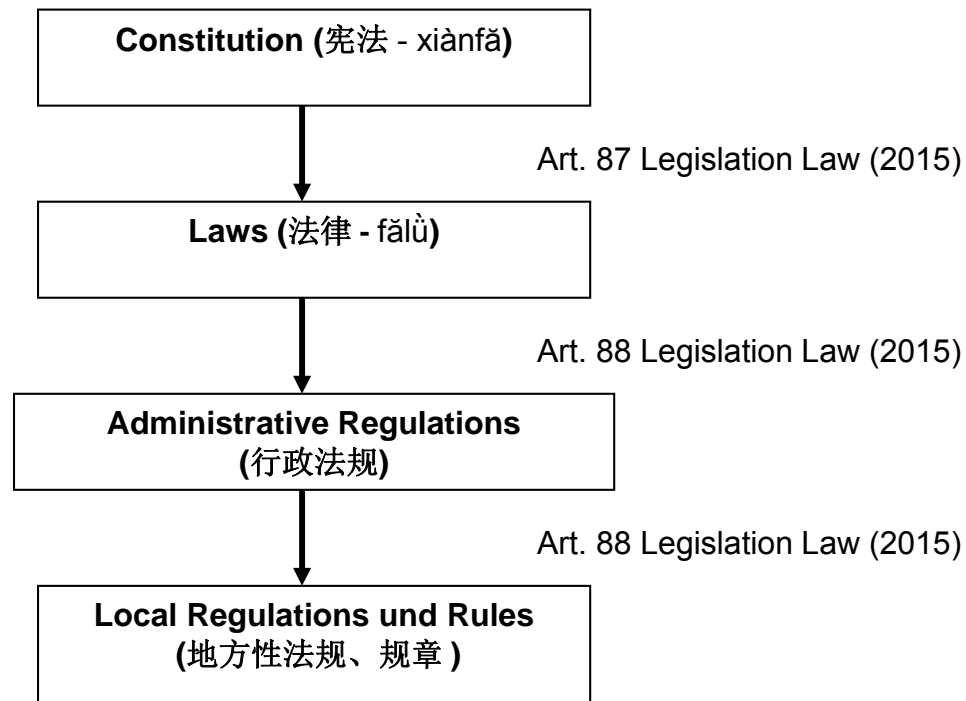 Constitution (宪法 - xiànfă)
Art. 87 Legislation Law (2015)
Laws (法律 - fălǜ)
Art. 88 Legislation Law (2015)
Administrative Regulations
(行政法规)
Art. 88 Legislation Law (2015)
Local Regulations und Rules
(地方性法规、规章 )